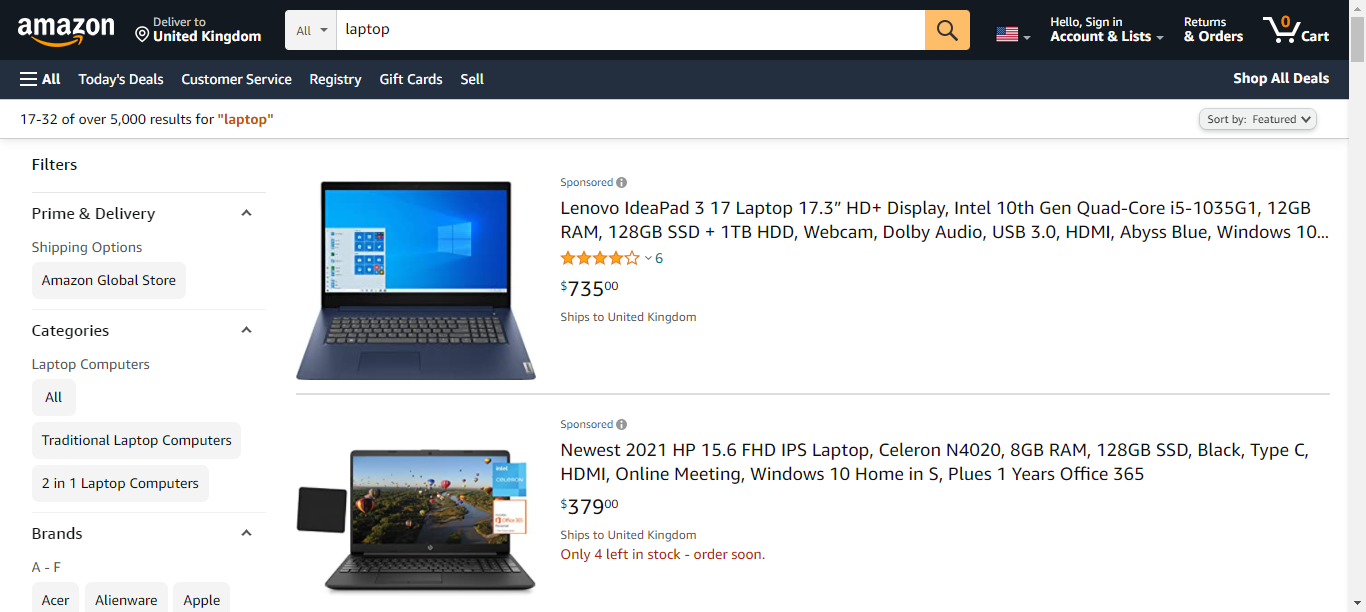 amazon
Deliver to
United Kingdom
All
laptop
Hello, Sign in
Account & Lists
Returns
& Orders
0
Cart
All
Today's Deals
Customer Service
Registry
Gift Cards
Sell
Shop All Deals
17-32 of over 5,000 results for "laptop"
Sort by: Featured
Filters
Prime & Delivery
Shipping Options
Amazon Global Store
Categories
Laptop Computers
All
Traditional Laptop Computers
2 in 1 Laptop Computers
Brands
A - F
Acer
Alienware
Apple
Sponsored
Lenovo IdeaPad 3 17 Laptop 17.3” HD+ Display, Intel 10th Gen Quad-Core i5-1035G1, 12GB
RAM, 128GB SSD + 1TB HDD, Webcam, Dolby Audio, USB 3.0, HDMI, Abyss Blue, Windows 10...
6
$73500
Ships to United Kingdom
Sponsored
Newest 2021 HP 15.6 FHD IPS Laptop, Celeron N4020, 8GB RAM, 128GB SSD, Black, Type C,
HDMI, Online Meeting, Windows 10 Home in S, Plues 1 Years Office 365
$37900
Ships to United Kingdom
Only 4 left in stock - order soon.
intel
CELERON
Office 365